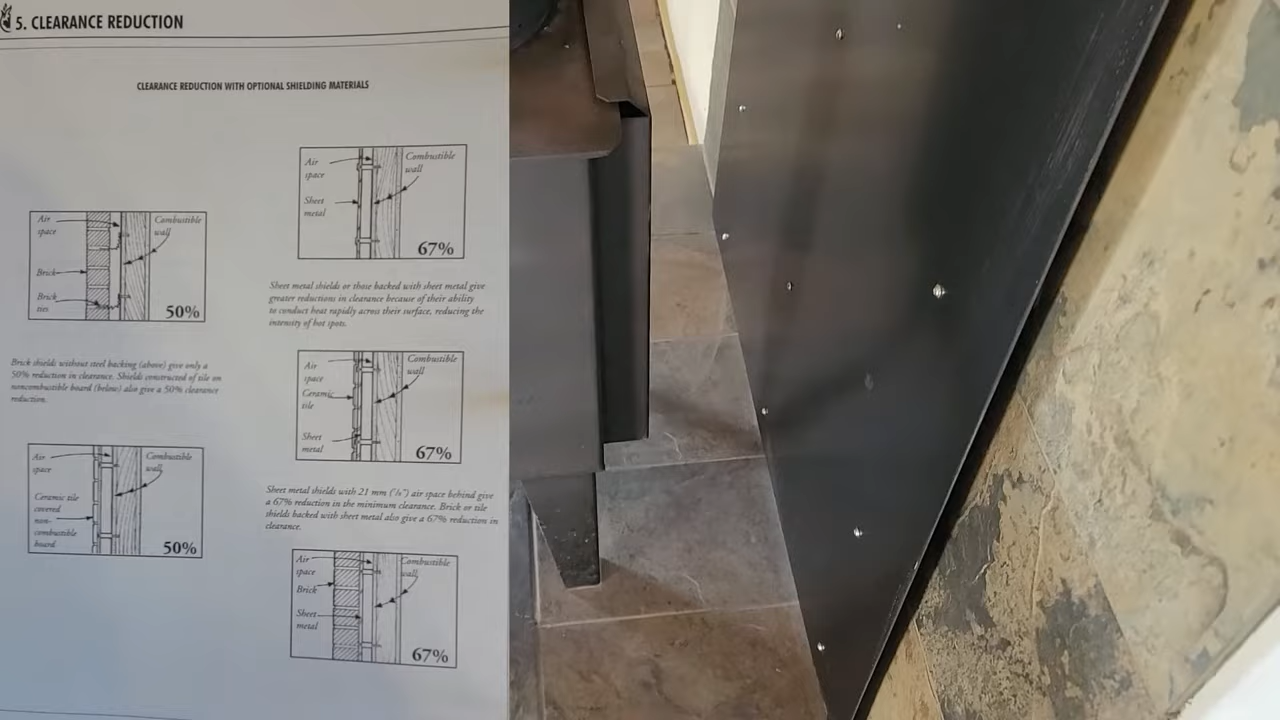 5. CLEARANCE REDUCTION
CLEARANCE REDUCTION WITH OPTIONAL SHIELDING MATERIALS
Air
space
Combustible
wall
Brick
Brick
ties
50%
Brick shields without steel backing (above) give only a
50% reduction in clearance. Shields constructed of tile on
noncombustible board (below) also give a 50% clearance
reduction.
Air
space
Combustible
wall
Ceramic tile
covered
non-
combustible
board
50%
Air
space
Combustible
wall
Sheet
metal
67%
Sheet metal shields or those backed with sheet metal give
greater reductions in clearance because of their ability
to conduct heat rapidly across their surface, reducing the
intensity of hot spots.
Air
space
Combustible
wall
Ceramic
tile
Sheet
metal
67%
Sheet metal shields with 21 mm (⅞") air space behind give
a 67% reduction in the minimum clearance. Brick or tile
shields backed with sheet metal also give a 67% reduction in
clearance.
Air
space
Combustible
wall
Brick
Sheet
metal
67%